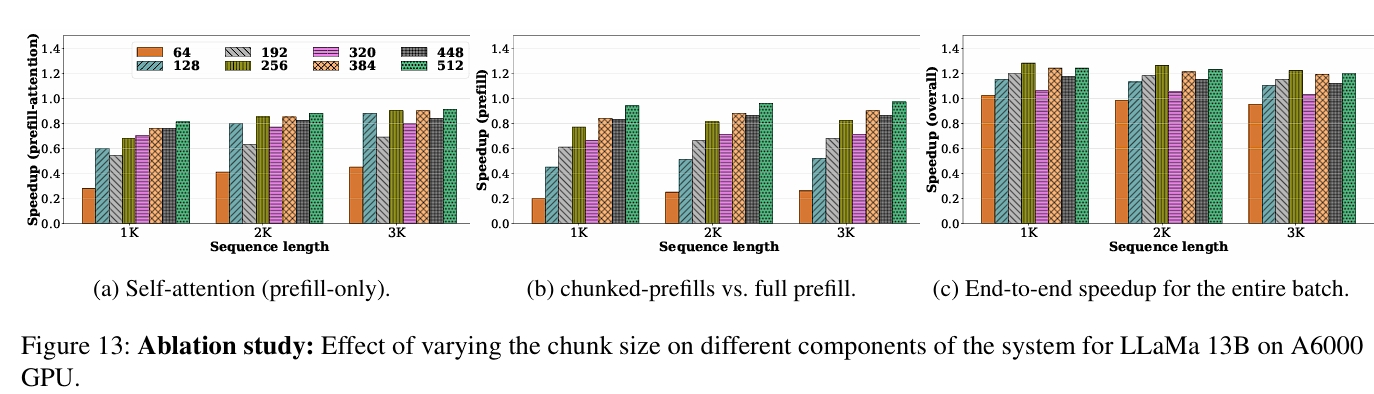 Speedup (prefill-attention)
1.4
1.2
1.0
0.8
0.6
0.4
0.2
0.0
64 192 320 448
128 256 384 512
1K 2K 3K
Sequence length
(a) Self-attention (prefill-only).
Speedup (prefill)
1.4
1.2
1.0
0.8
0.6
0.4
0.2
0.0
1K 2K 3K
Sequence length
(b) chunked-prefills vs. full prefill.
Speedup (overall)
1.4
1.2
1.0
0.8
0.6
0.4
0.2
0.0
1K 2K 3K
Sequence length
(c) End-to-end speedup for the entire batch.
Figure 13: Ablation study: Effect of varying the chunk size on different components of the system for LLaMa 13B on A6000
GPU.